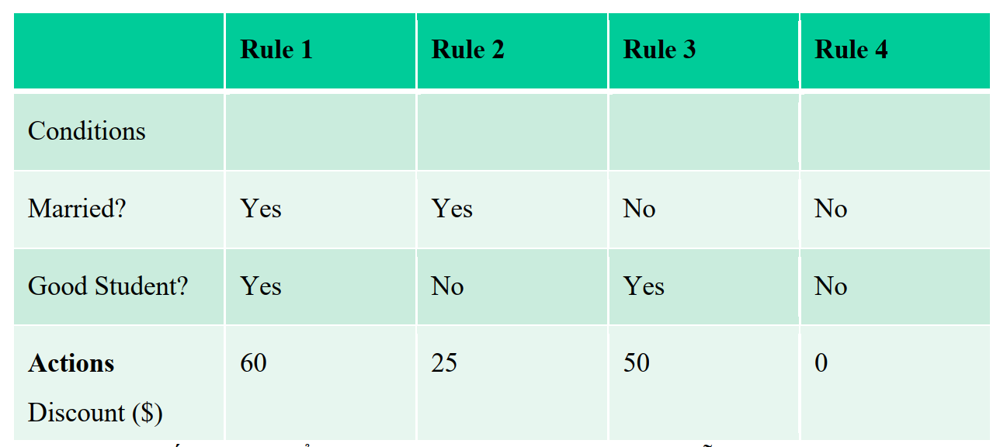 Rule 1 Rule 2 Rule 3 Rule 4
Conditions
Married? Yes Yes No No
Good Student? Yes No Yes No
Actions 60 25 50 0
Discount ($)